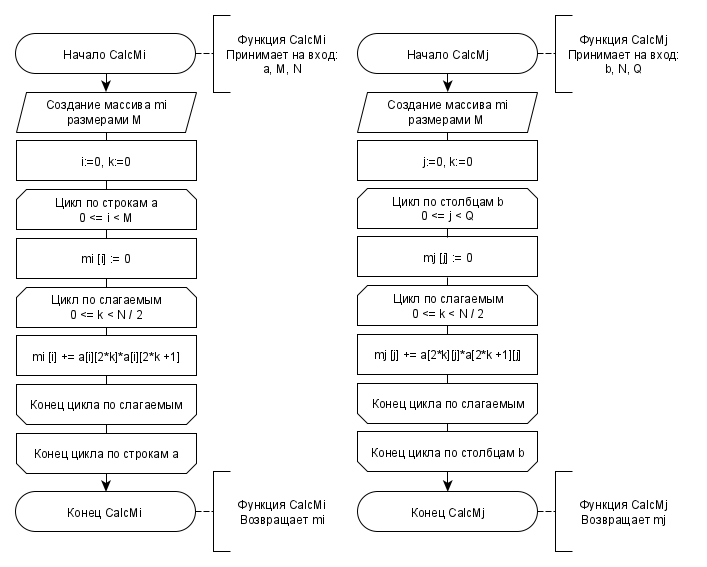 Начало CalcMi
Функция CalcMi
Принимает на вход:
a, M, N
Создание массива mi
размерами M
i:=0, k:=0
Цикл по строкам a
0 <= i < M
mi [i] := 0
Цикл по слагаемым
0 <= k < N / 2
mi [i] += a[i][2*k]*a[i][2*k +1]
Конец цикла по слагаемым
Конец цикла по строкам a
Конец CalcMi
Функция CalcMi
Возвращает mi
Начало CalcMj
Функция CalcMj
Принимает на вход:
b, N, Q
Создание массива mi
размерами M
j:=0, k:=0
Цикл по столбцам b
0 <= j < Q
mj [j] := 0
Цикл по слагаемым
0 <= k < N / 2
mj [j] += a[2*k][j]*a[2*k +1][j]
Конец цикла по слагаемым
Конец цикла по столбцам b
Конец CalcMj
Функция CalcMj
Возвращает mj